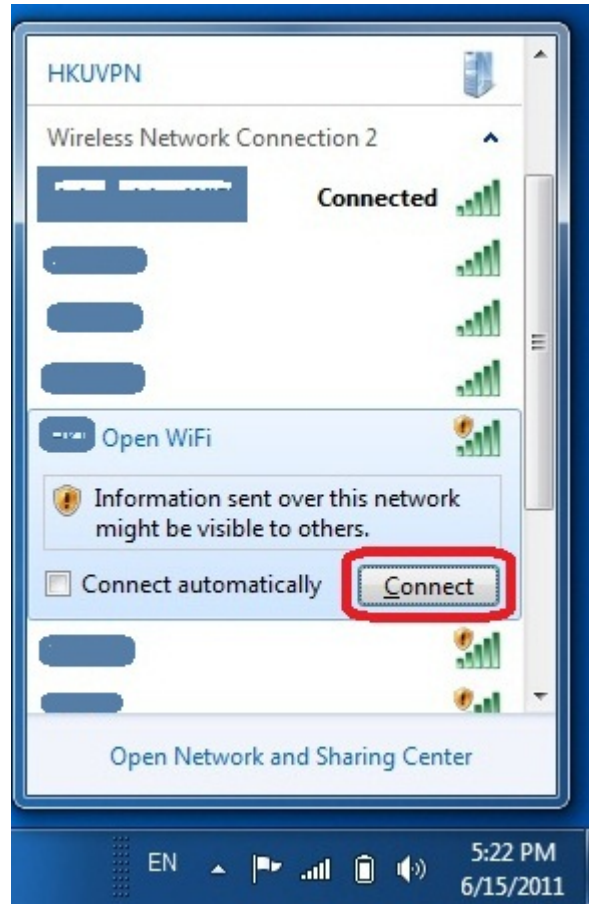 HKUVPN
Wireless Network Connection 2
Connected
Open WiFi
Information sent over this network
might be visible to others.
Connect automatically
Connect
Open Network and Sharing Center
EN
5:22 PM
6/15/2011